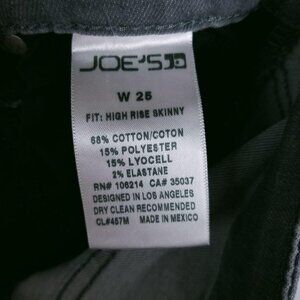 JOE'S
W 25
FIT: HIGH RISE SKINNY
68% COTTON/COTON
15% POLYESTER
15% LYOCELL
2% ELASTANE
RN# 106214 CA# 35037
DESIGNED IN LOS ANGELES
DRY CLEAN RECOMMENDED
CL#457M MADE IN MEXICO